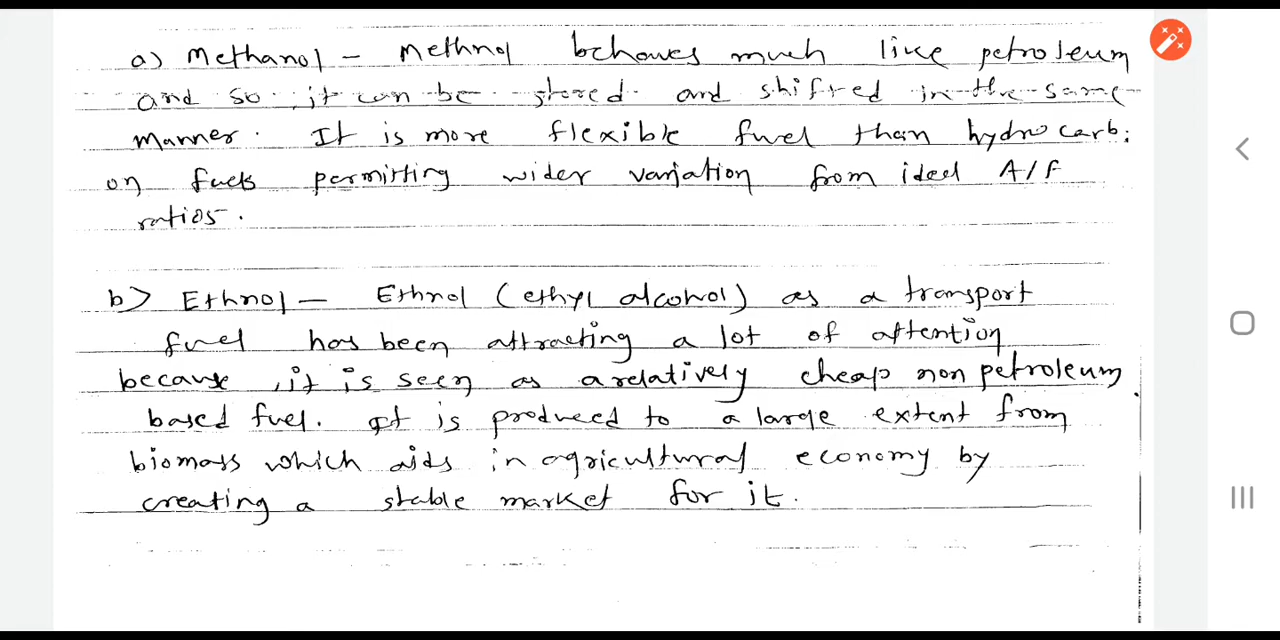 a) Methanol - Methnol behaves much like petroleum
and so it can be stored and shifted in the same
manner. It is more flexible fuel than hydrocarb-
on fuels permitting wider variation from ideal A/F
ratios.
b) Ethnol - Ethnol (ethyl alcohol) as a transport
fuel has been attracting a lot of attention
because it is seen as a relatively cheap non petroleum
based fuel. It is produced to a large extent from
biomass which aids in agricultural economy by
creating a stable market for it.